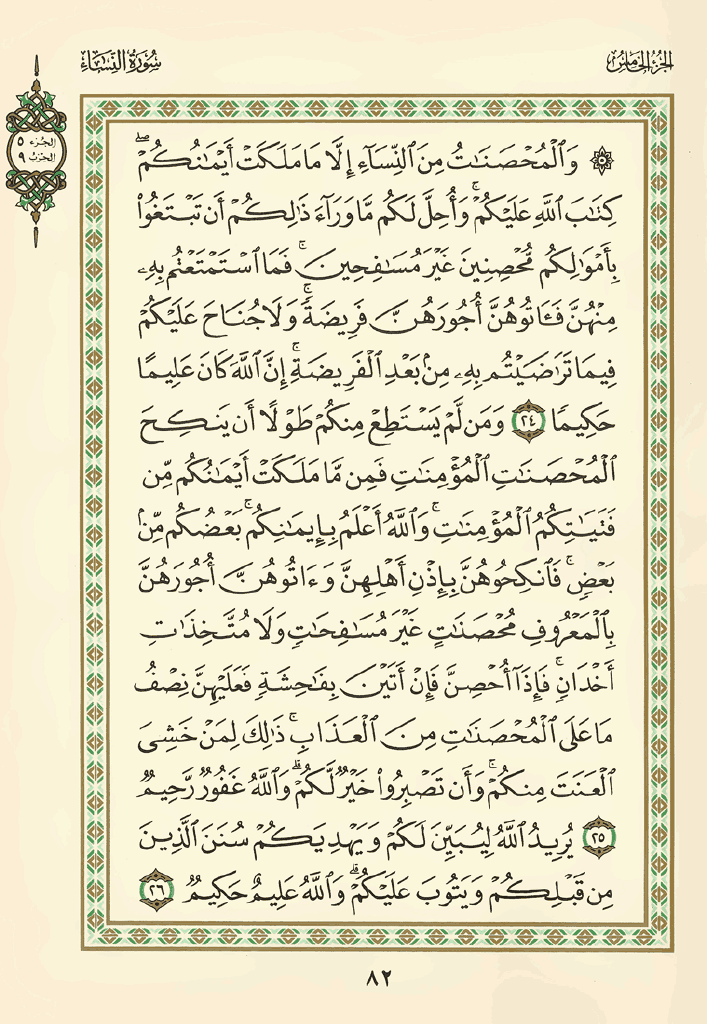 الجزء الخامس
سورة النساء
الجزء ٥
الحزب ٩
۞ وَٱلْمُحْصَنَـٰتُ مِنَ ٱلنِّسَآءِ إِلَّا مَا مَلَكَتْ أَيْمَـٰنُكُمْ ۖ
كِتَـٰبَ ٱللَّهِ عَلَيْكُمْ ۚ وَأُحِلَّ لَكُم مَّا وَرَآءَ ذَٰلِكُمْ أَن تَبْتَغُوا۟
بِأَمْوَٰلِكُم مُّحْصِنِينَ غَيْرَ مُسَـٰفِحِينَ ۚ فَمَا ٱسْتَمْتَعْتُم بِهِۦ
مِنْهُنَّ فَـَٔاتُوهُنَّ أُجُورَهُنَّ فَرِيضَةً ۚ وَلَا جُنَاحَ عَلَيْكُمْ
فِيمَا تَرَٰضَيْتُم بِهِۦ مِنۢ بَعْدِ ٱلْفَرِيضَةِ ۚ إِنَّ ٱللَّهَ كَانَ عَلِيمًا
حَكِيمًا ٢٤ وَمَن لَّمْ يَسْتَطِعْ مِنكُمْ طَوْلًا أَن يَنكِحَ
ٱلْمُحْصَنَـٰتِ ٱلْمُؤْمِنَـٰتِ فَمِن مَّا مَلَكَتْ أَيْمَـٰنُكُم مِّن
فَتَيَـٰتِكُمُ ٱلْمُؤْمِنَـٰتِ ۚ وَٱللَّهُ أَعْلَمُ بِإِيمَـٰنِكُم ۚ بَعْضُكُم مِّنۢ
بَعْضٍ ۚ فَٱنكِحُوهُنَّ بِإِذْنِ أَهْلِهِنَّ وَءَاتُوهُنَّ أُجُورَهُنَّ
بِٱلْمَعْرُوفِ مُحْصَنَـٰتٍ غَيْرَ مُسَـٰفِحَـٰتٍ وَلَا مُتَّخِذَٰتِ
أَخْدَانٍ ۚ فَإِذَآ أُحْصِنَّ فَإِنْ أَتَيْنَ بِفَـٰحِشَةٍ فَعَلَيْهِنَّ نِصْفُ
مَا عَلَى ٱلْمُحْصَنَـٰتِ مِنَ ٱلْعَذَابِ ۚ ذَٰلِكَ لِمَنْ خَشِىَ
ٱلْعَنَتَ مِنكُمْ ۚ وَأَن تَصْبِرُوا۟ خَيْرٌ لَّكُمْ ۗ وَٱللَّهُ غَفُورٌ رَّحِيمٌ
٢٥ يُرِيدُ ٱللَّهُ لِيُبَيِّنَ لَكُمْ وَيَهْدِيَكُمْ سُنَنَ ٱلَّذِينَ
مِن قَبْلِكُمْ وَيَتُوبَ عَلَيْكُمْ ۗ وَٱللَّهُ عَلِيمٌ حَكِيمٌ ٢٦
٨٢